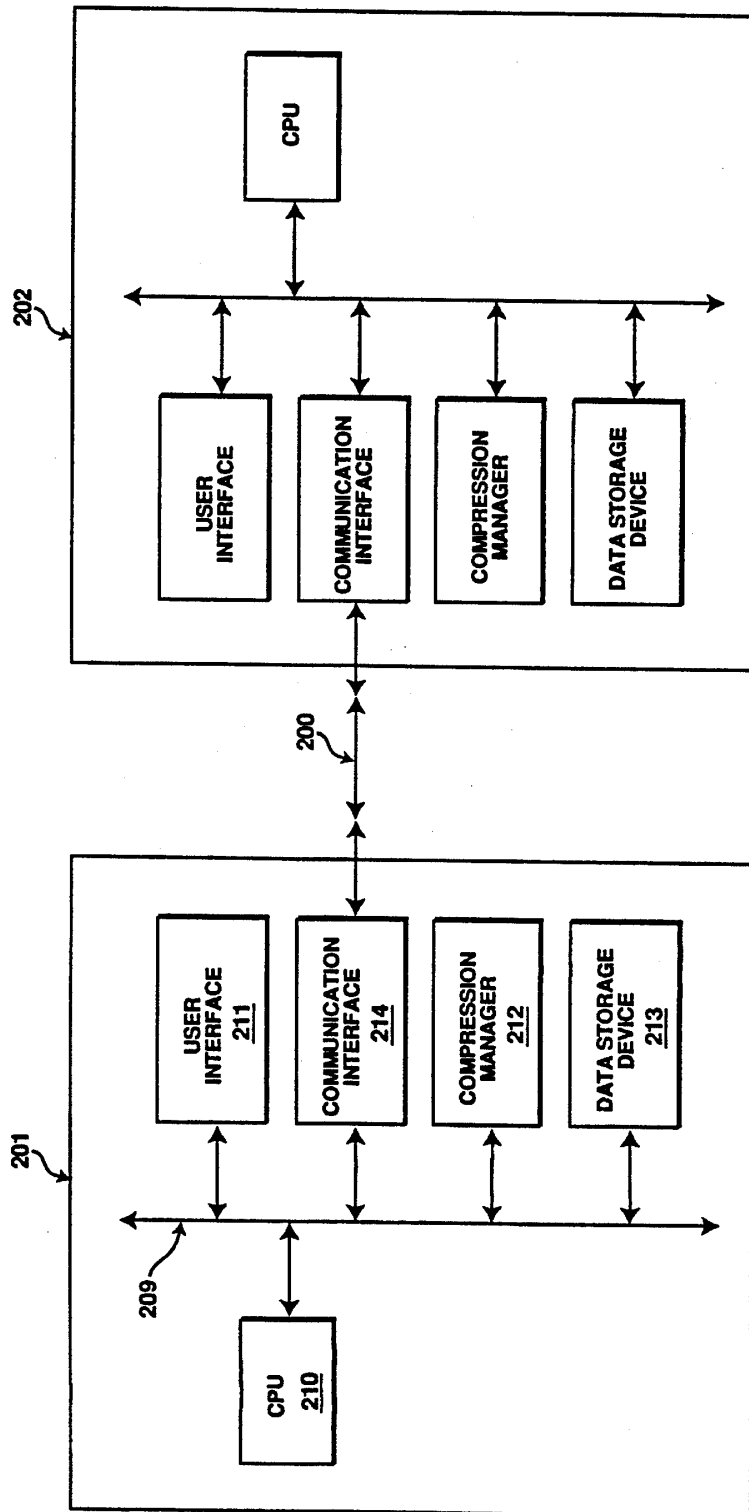 201
209
CPU
210
USER
INTERFACE
211
COMMUNICATION
INTERFACE
214
COMPRESSION
MANAGER
212
DATA STORAGE
DEVICE
213
200
202
USER
INTERFACE
COMMUNICATION
INTERFACE
COMPRESSION
MANAGER
DATA STORAGE
DEVICE
CPU